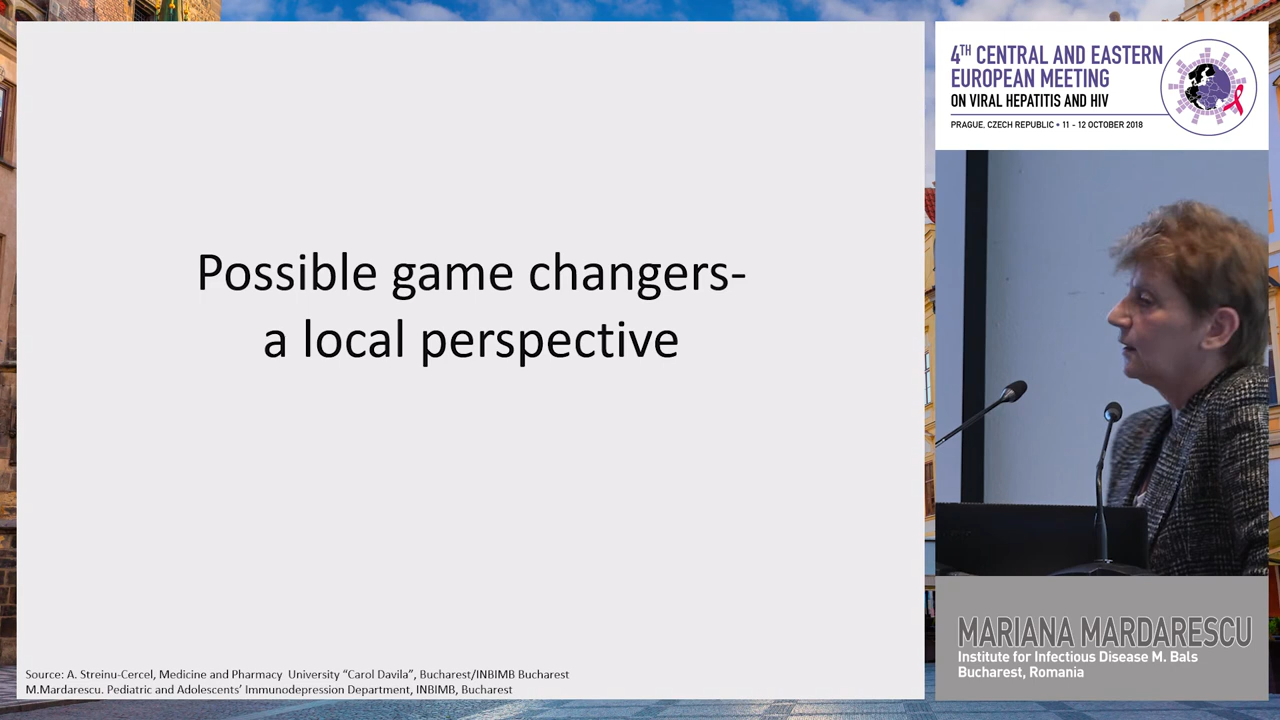 Possible game changers-
a local perspective
Source: A. Streinu-Cercel, Medicine and Pharmacy University “Carol Davila”, Bucharest/INBIMB Bucharest
M.Mardarescu. Pediatric and Adolescents’ Immunodepression Department, INBIMB, Bucharest
4TH CENTRAL AND EASTERN
EUROPEAN MEETING
ON VIRAL HEPATITIS AND HIV
PRAGUE, CZECH REPUBLIC • 11 - 12 OCTOBER 2018
MARIANA MARDARESCU
Institute for Infectious Disease M. Bals
Bucharest, Romania